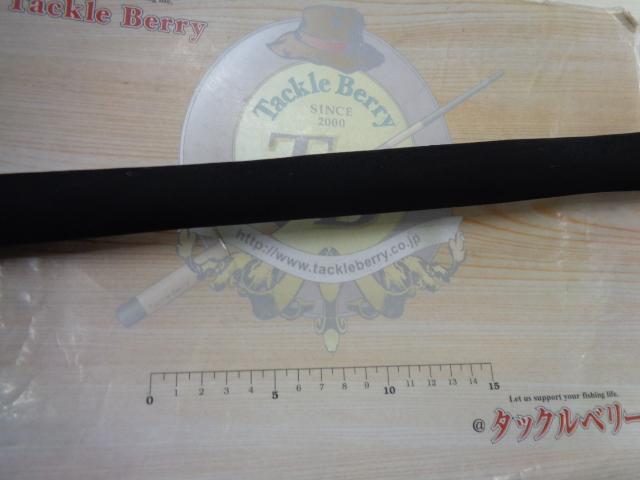 Tackle Berry
Tackle Berry
SINCE
2000
http://www.tackleberry.co.jp
0 1 2 3 4 5 6 7 8 9 10 11 12 13 14 15
Let us support your fishing life.
@タックルベリー